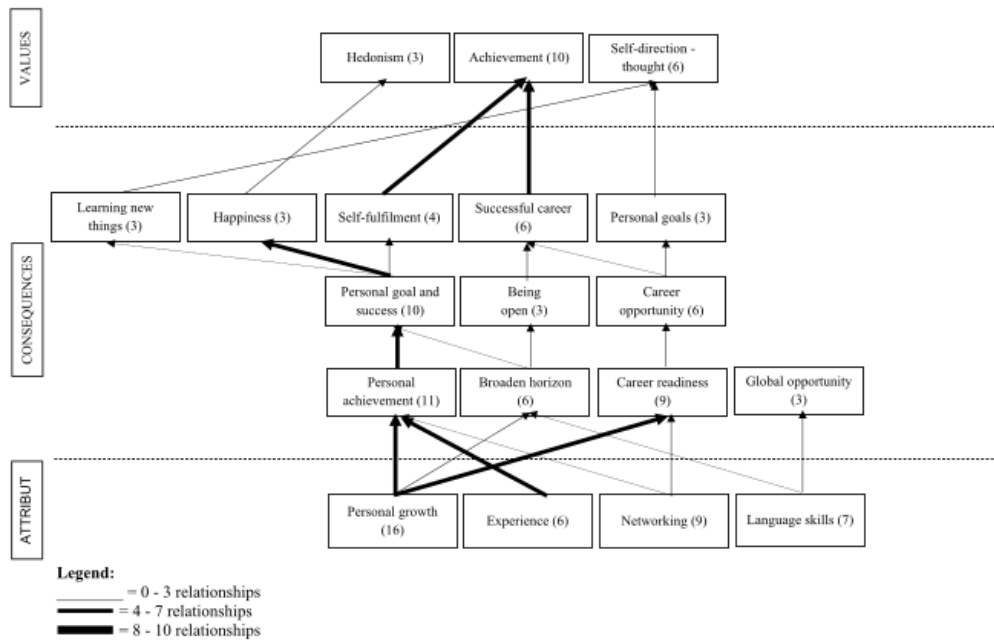 VALUES
Hedonism (3)
Achievement (10)
Self-direction -
thought (6)
CONSEQUENCES
Learning new
things (3)
Happiness (3)
Self-fulfilment (4)
Successful career
(6)
Personal goals (3)
Personal goal and
success (10)
Being
open (3)
Career
opportunity (6)
Personal
achievement (11)
Broaden horizon
(6)
Career readiness
(9)
Global opportunity
(3)
ATTRIBUT
Personal growth
(16)
Experience (6)
Networking (9)
Language skills (7)
Legend:
= 0 - 3 relationships
= 4 - 7 relationships
= 8 - 10 relationships